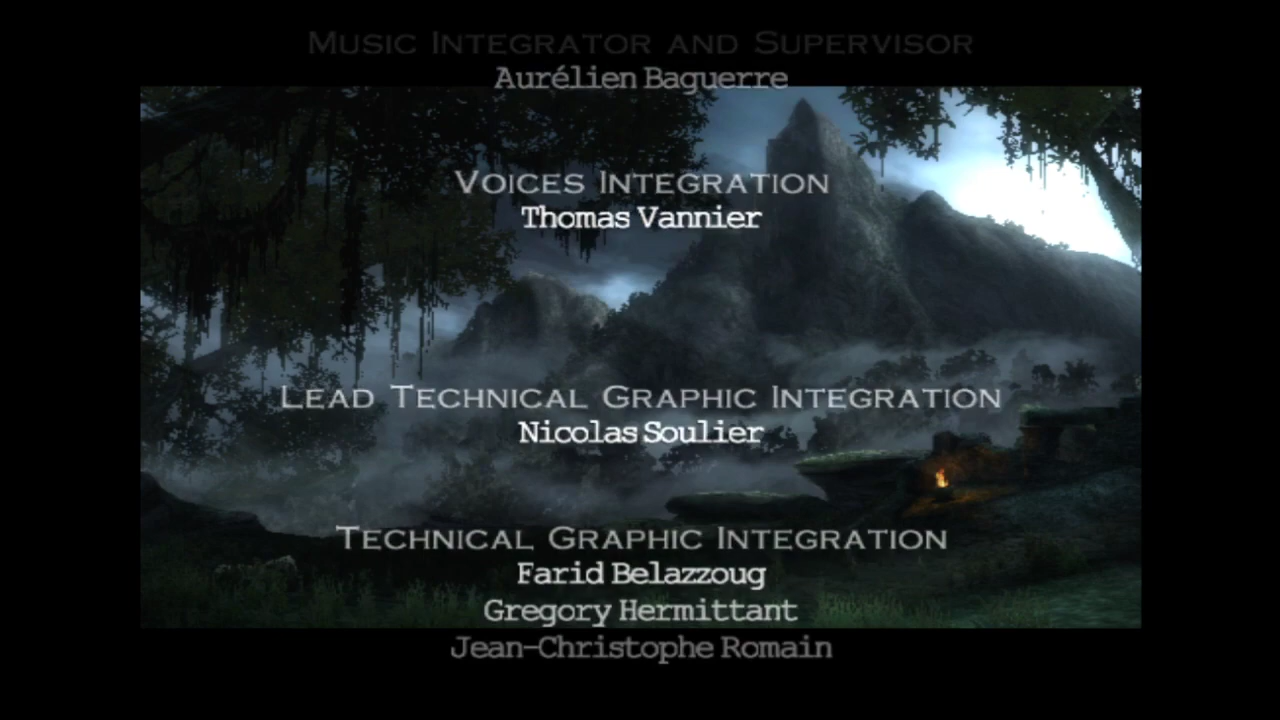 Music Integrator and Supervisor
Aurélien Baguerre
Voices Integration
Thomas Vannier
Lead Technical Graphic Integration
Nicolas Soulier
Technical Graphic Integration
Farid Belazzoug
Gregory Hermittant
Jean-Christophe Romain